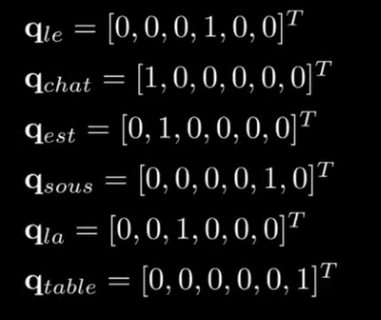 q_le = [0, 0, 0, 1, 0, 0]^T
q_chat = [1, 0, 0, 0, 0, 0]^T
q_est = [0, 1, 0, 0, 0, 0]^T
q_sous = [0, 0, 0, 0, 1, 0]^T
q_la = [0, 0, 1, 0, 0, 0]^T
q_table = [0, 0, 0, 0, 0, 1]^T